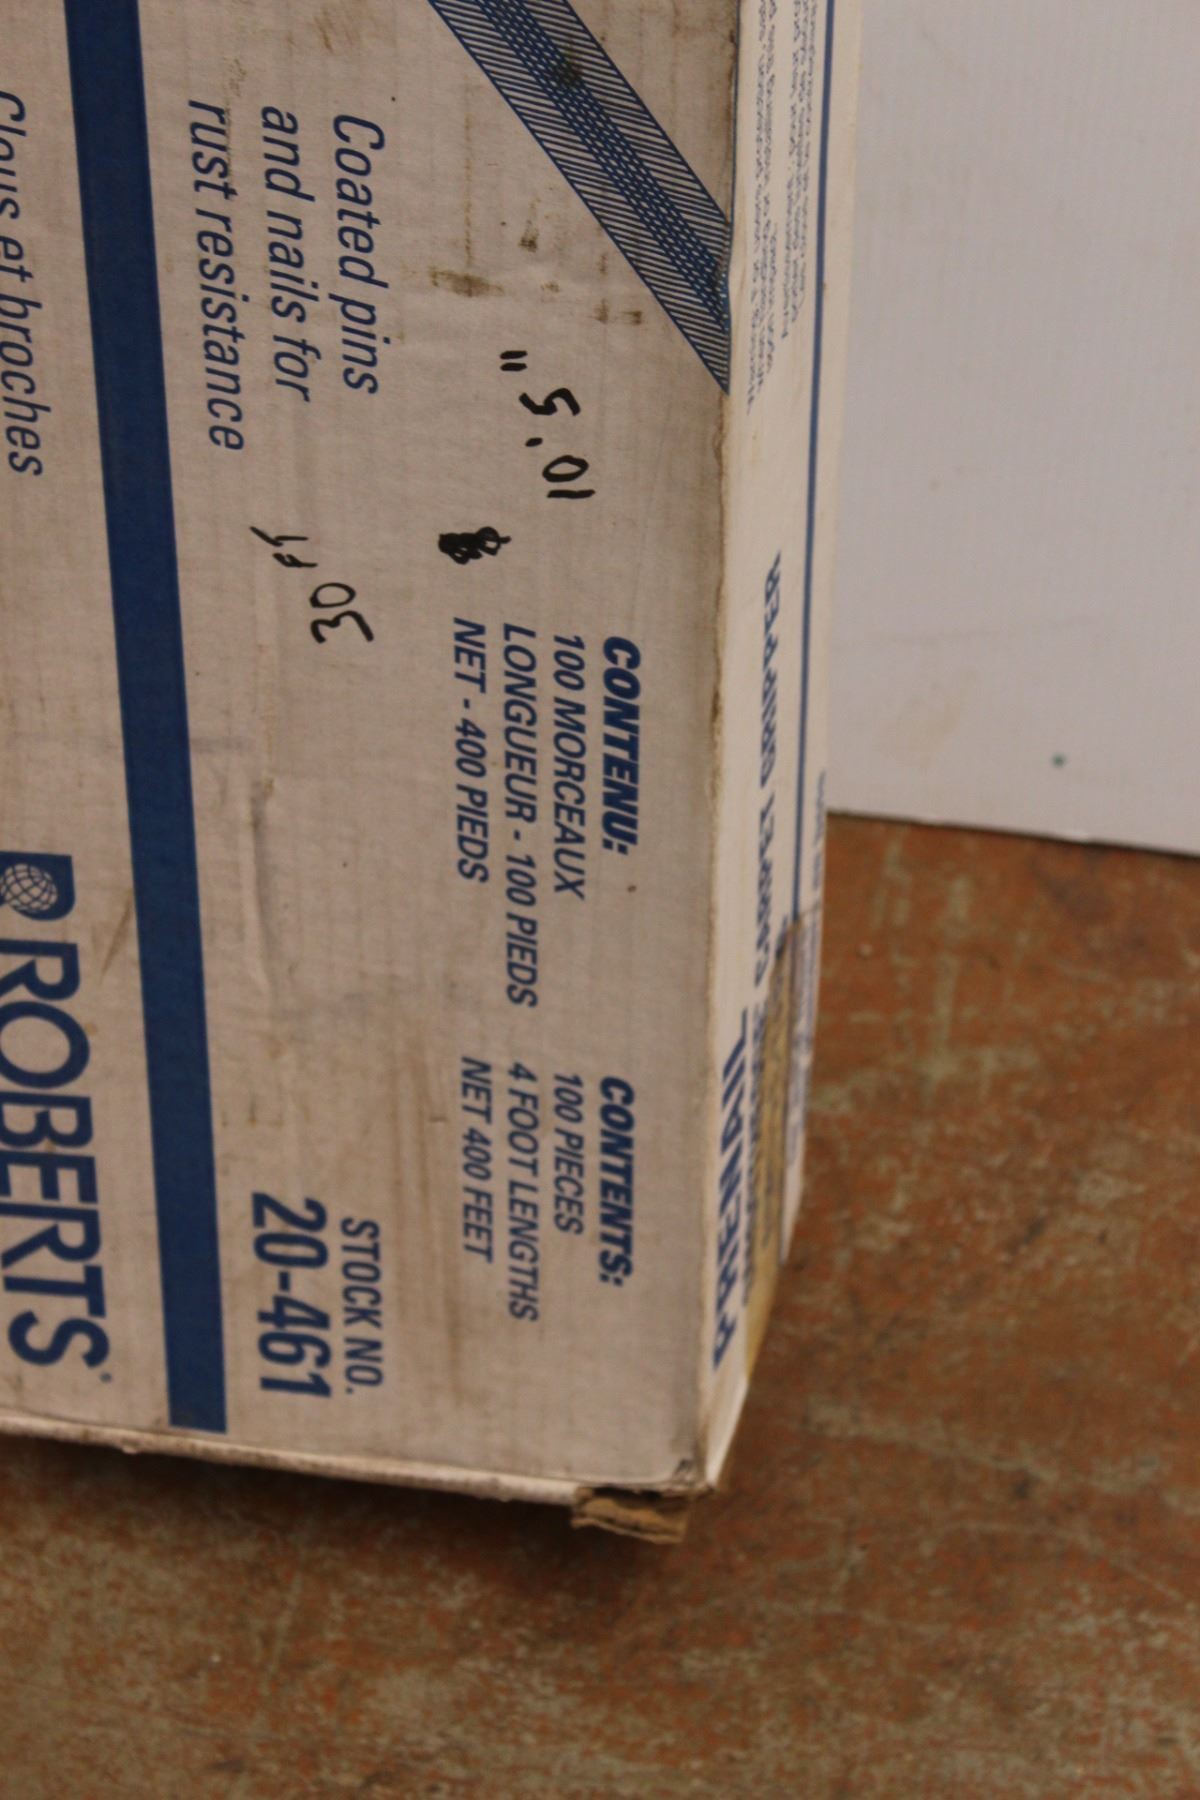 Coated pins
and nails for
rust resistance
Clous et broches
10'5"
30 ft
CONTENU:
100 MORCEAUX
LONGUEUR - 100 PIEDS
NET - 400 PIEDS
CONTENTS:
100 PIECES
4 FOOT LENGTHS
NET 400 FEET
STOCK NO.
20-461
ROBERTS
PRENAIL
CARPET GRIPPER